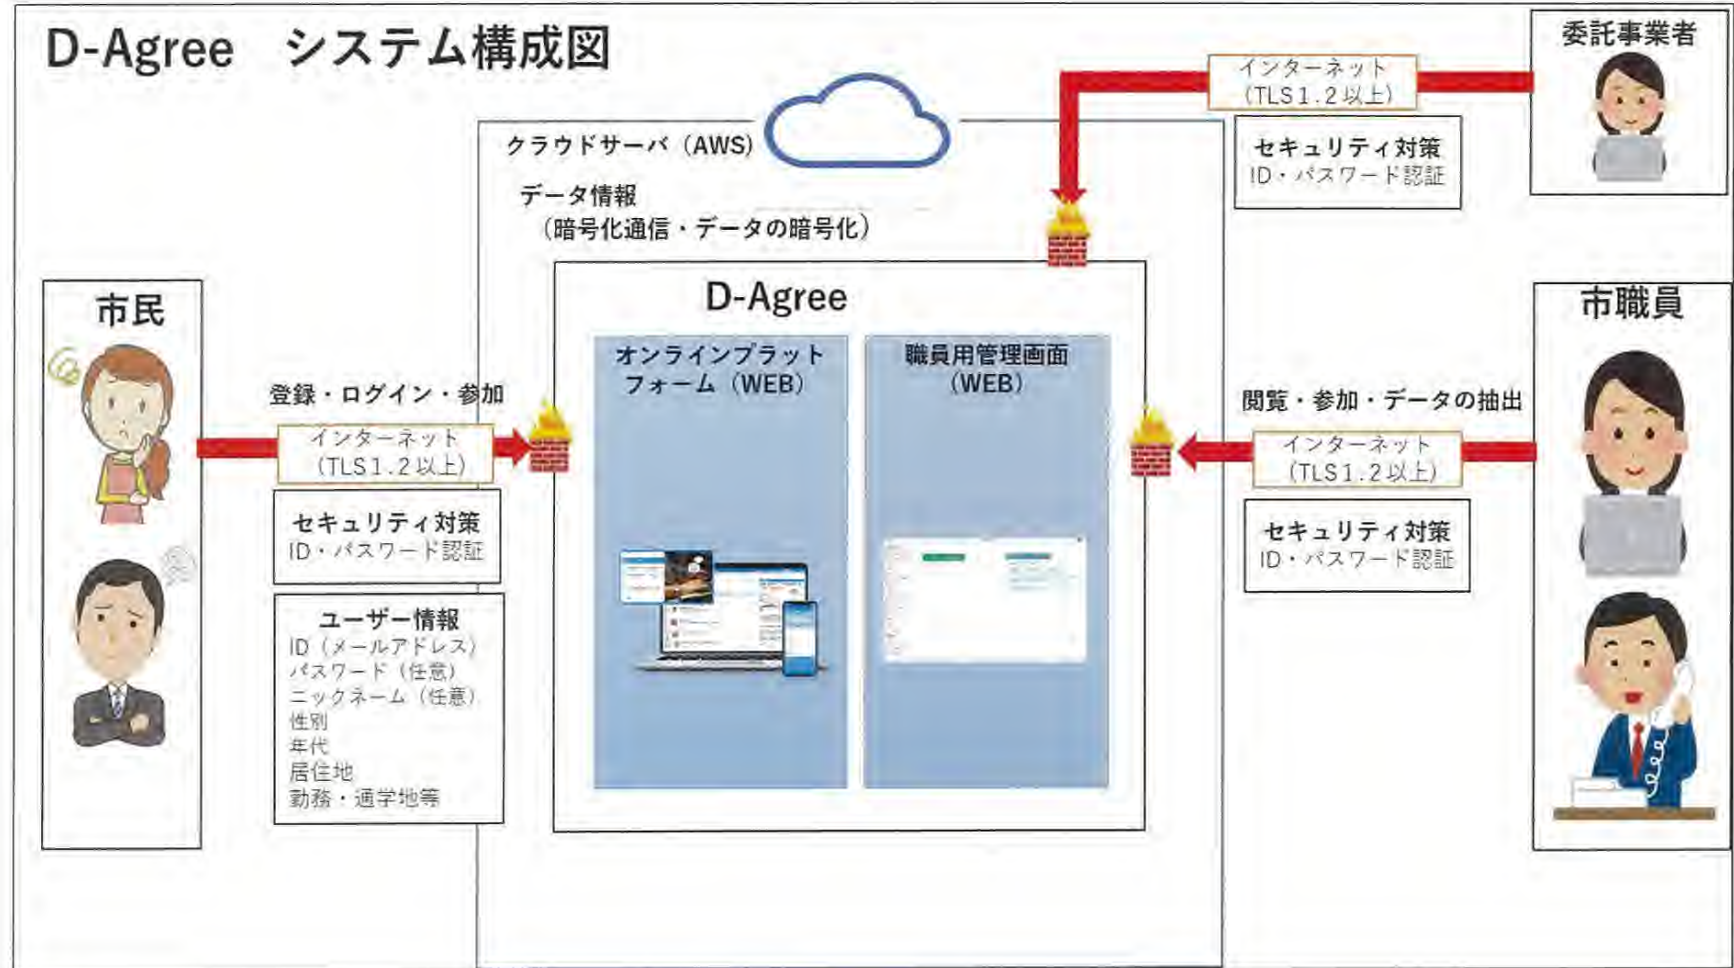 D-Agree システム構成図
委託事業者
インターネット
(TLS1.2以上)
セキュリティ対策
ID・パスワード認証
クラウドサーバ（AWS)
データ情報
（暗号化通信・データの暗号化）
市民
登録・ログイン・参加
インターネット
(TLS1.2以上)
セキュリティ対策
ID・パスワード認証
ユーザー情報
ID（メールアドレス）
パスワード（任意）
ニックネーム（任意）
性別
年代
居住地
勤務・通学地等
D-Agree
オンラインプラット
フォーム（WEB）
職員用管理画面
（WEB）
市職員
閲覧・参加・データの抽出
インターネット
(TLS1.2以上)
セキュリティ対策
ID・パスワード認証